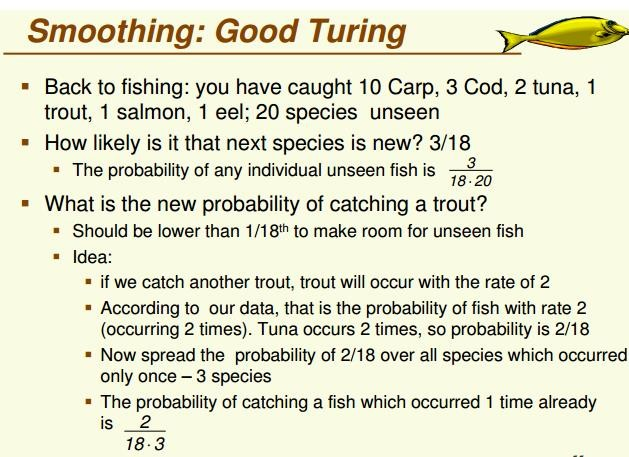 Smoothing: Good Turing
▪ Back to fishing: you have caught 10 Carp, 3 Cod, 2 tuna, 1
trout, 1 salmon, 1 eel; 20 species unseen
▪ How likely is it that next species is new? 3/18
▪ The probability of any individual unseen fish is 3/(18·20)
▪ What is the new probability of catching a trout?
▪ Should be lower than 1/18th to make room for unseen fish
▪ Idea:
▪ if we catch another trout, trout will occur with the rate of 2
▪ According to our data, that is the probability of fish with rate 2
(occurring 2 times). Tuna occurs 2 times, so probability is 2/18
▪ Now spread the probability of 2/18 over all species which occurred
only once – 3 species
▪ The probability of catching a fish which occurred 1 time already
is 2/(18·3)